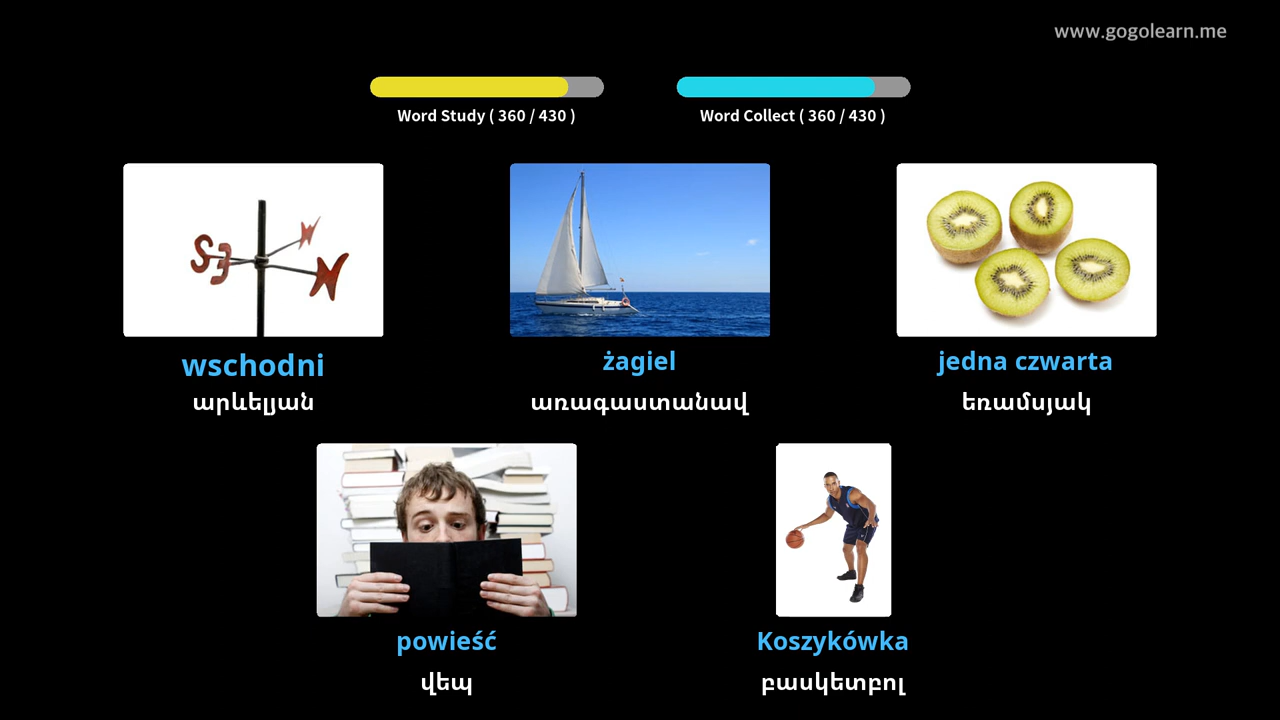 www.gogolearn.me
Word Study ( 360 / 430 )
Word Collect ( 360 / 430 )
S
E
N
wschodni
żagiel
jedna czwarta
արևելյան
առագաստանավ
եռամսյակ
powieść
Koszykówka
վեպ
բասկետբոլ